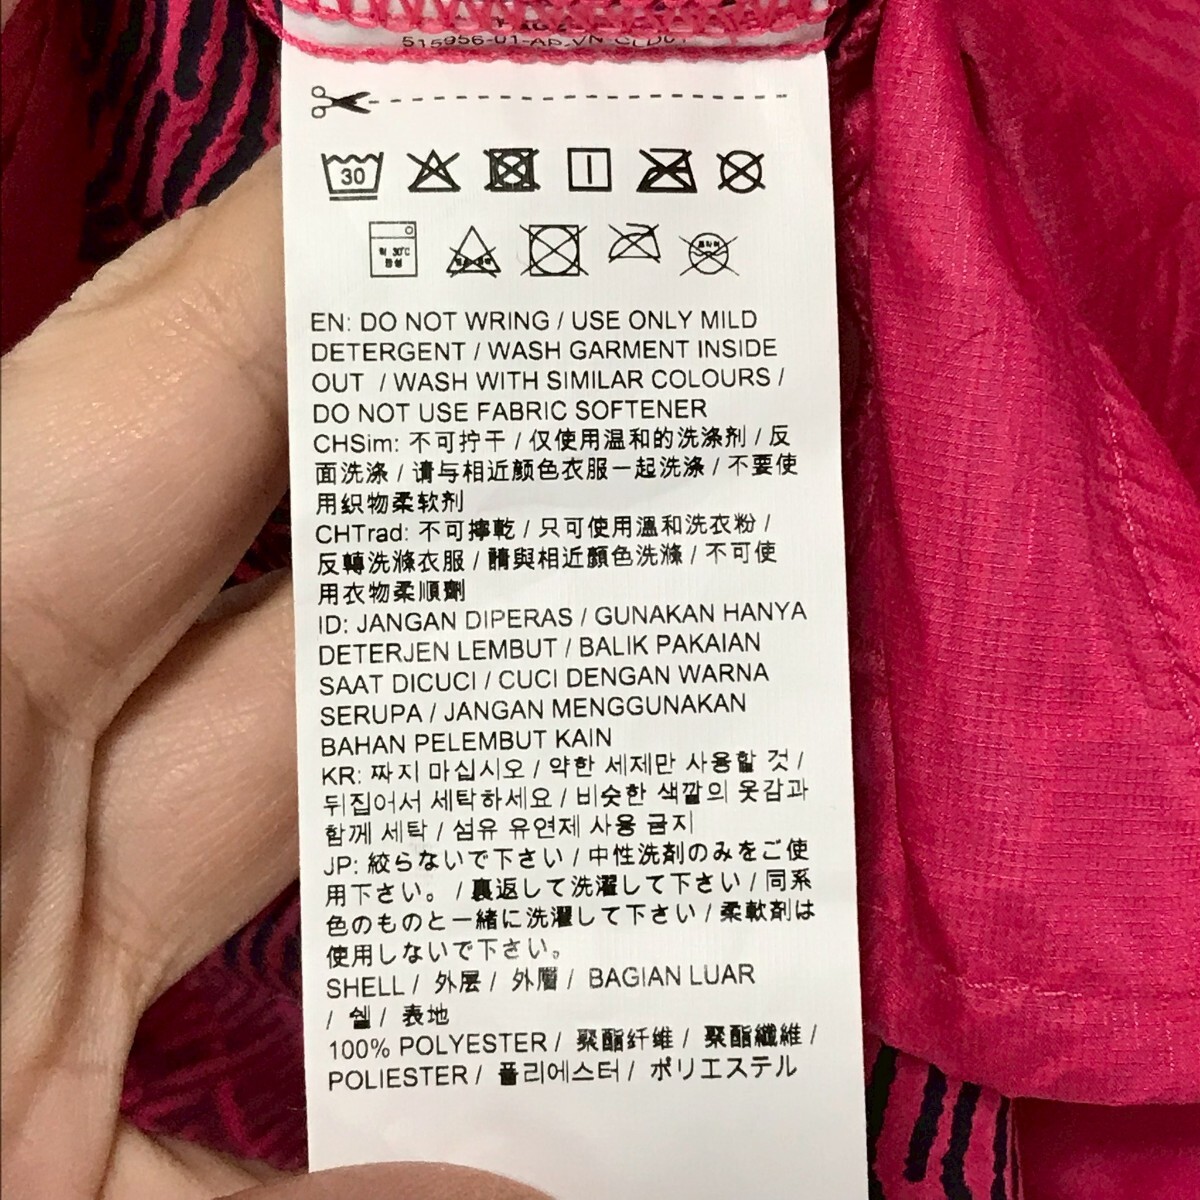 515956-01-AP-VN
30
30℃
EN: DO NOT WRING / USE ONLY MILD
DETERGENT / WASH GARMENT INSIDE
OUT / WASH WITH SIMILAR COLOURS /
DO NOT USE FABRIC SOFTENER
CHSim: 不可拧干 / 仅使用温和的洗涤剂 / 反
面洗涤 / 请与相近颜色衣服一起洗涤 / 不要使
用织物柔软剂
CHTrad: 不可擰乾 / 只可使用溫和洗衣粉 /
反轉洗滌衣服 / 請與相近顏色洗滌 / 不可使
用衣物柔順劑
ID: JANGAN DIPERAS / GUNAKAN HANYA
DETERJEN LEMBUT / BALIK PAKAIAN
SAAT DICUCI / CUCI DENGAN WARNA
SERUPA / JANGAN MENGGUNAKAN
BAHAN PELEMBUT KAIN
KR: 짜지 마십시오 / 약한 세제만 사용할 것 /
뒤집어서 세탁하세요 / 비슷한 색깔의 옷감과
함께 세탁 / 섬유 유연제 사용 금지
JP: 絞らないで下さい / 中性洗剤のみをご使
用下さい。 / 裏返して洗濯して下さい / 同系
色のものと一緒に洗濯して下さい / 柔軟剤は
使用しないで下さい。
SHELL / 外层 / 外層 / BAGIAN LUAR
/ 쉘 / 表地
100% POLYESTER / 聚酯纤维 / 聚酯纖維 /
POLIESTER / 폴리에스터 / ポリエステル